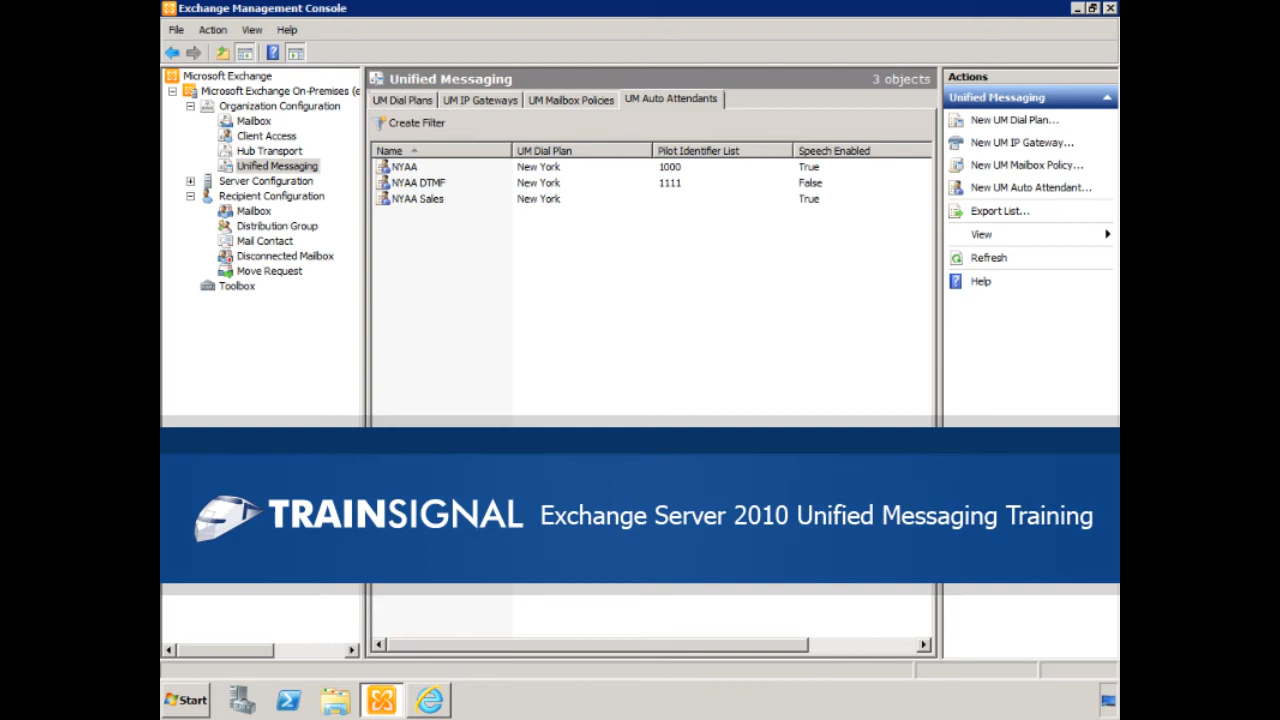 Exchange Management Console
File Action View Help
Microsoft Exchange
Microsoft Exchange On-Premises (e
Organization Configuration
Mailbox
Client Access
Hub Transport
Unified Messaging
Server Configuration
Recipient Configuration
Mailbox
Distribution Group
Mail Contact
Disconnected Mailbox
Move Request
Toolbox
Unified Messaging 3 objects
UM Dial Plans UM IP Gateways UM Mailbox Policies UM Auto Attendants
Create Filter
Name UM Dial Plan Pilot Identifier List Speech Enabled
NYAA New York 1000 True
NYAA DTMF New York 1111 False
NYAA Sales New York True
Actions
Unified Messaging
New UM Dial Plan...
New UM IP Gateway...
New UM Mailbox Policy...
New UM Auto Attendant...
Export List...
View
Refresh
Help
TRAINSIGNAL Exchange Server 2010 Unified Messaging Training
Start